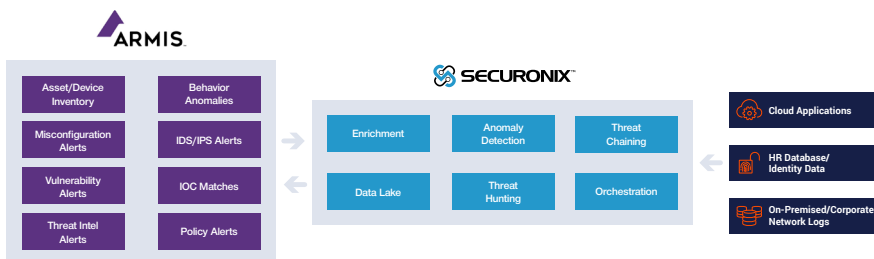 ARMIS™
Asset/Device
Inventory
Behavior
Anomalies
Misconfiguration
Alerts
IDS/IPS Alerts
Vulnerability
Alerts
IOC Matches
Threat Intel
Alerts
Policy Alerts
SECURONIX™
Enrichment
Anomaly
Detection
Threat
Chaining
Data Lake
Threat
Hunting
Orchestration
Cloud Applications
HR Database/
Identity Data
On-Premised/Corporate
Network Logs